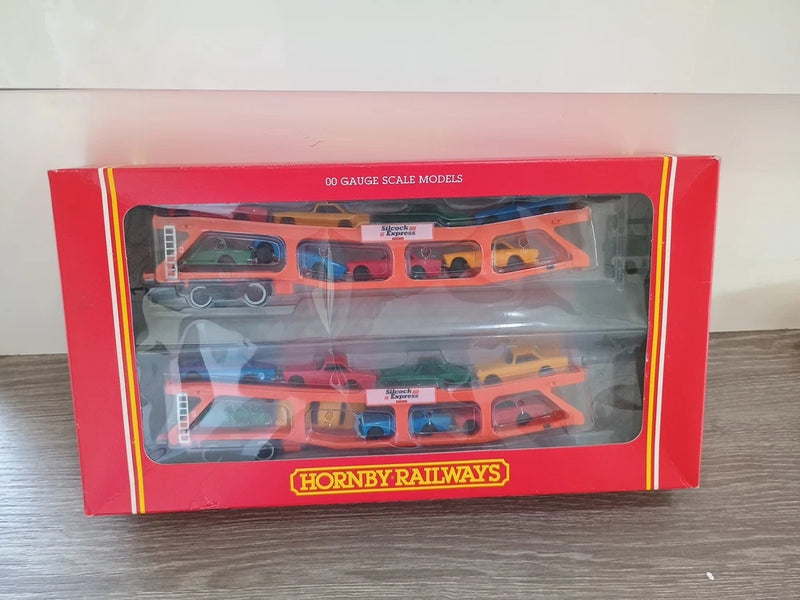 00 GAUGE SCALE MODELS
Silcock
Express
Silcock
Express
HORNBY RAILWAYS